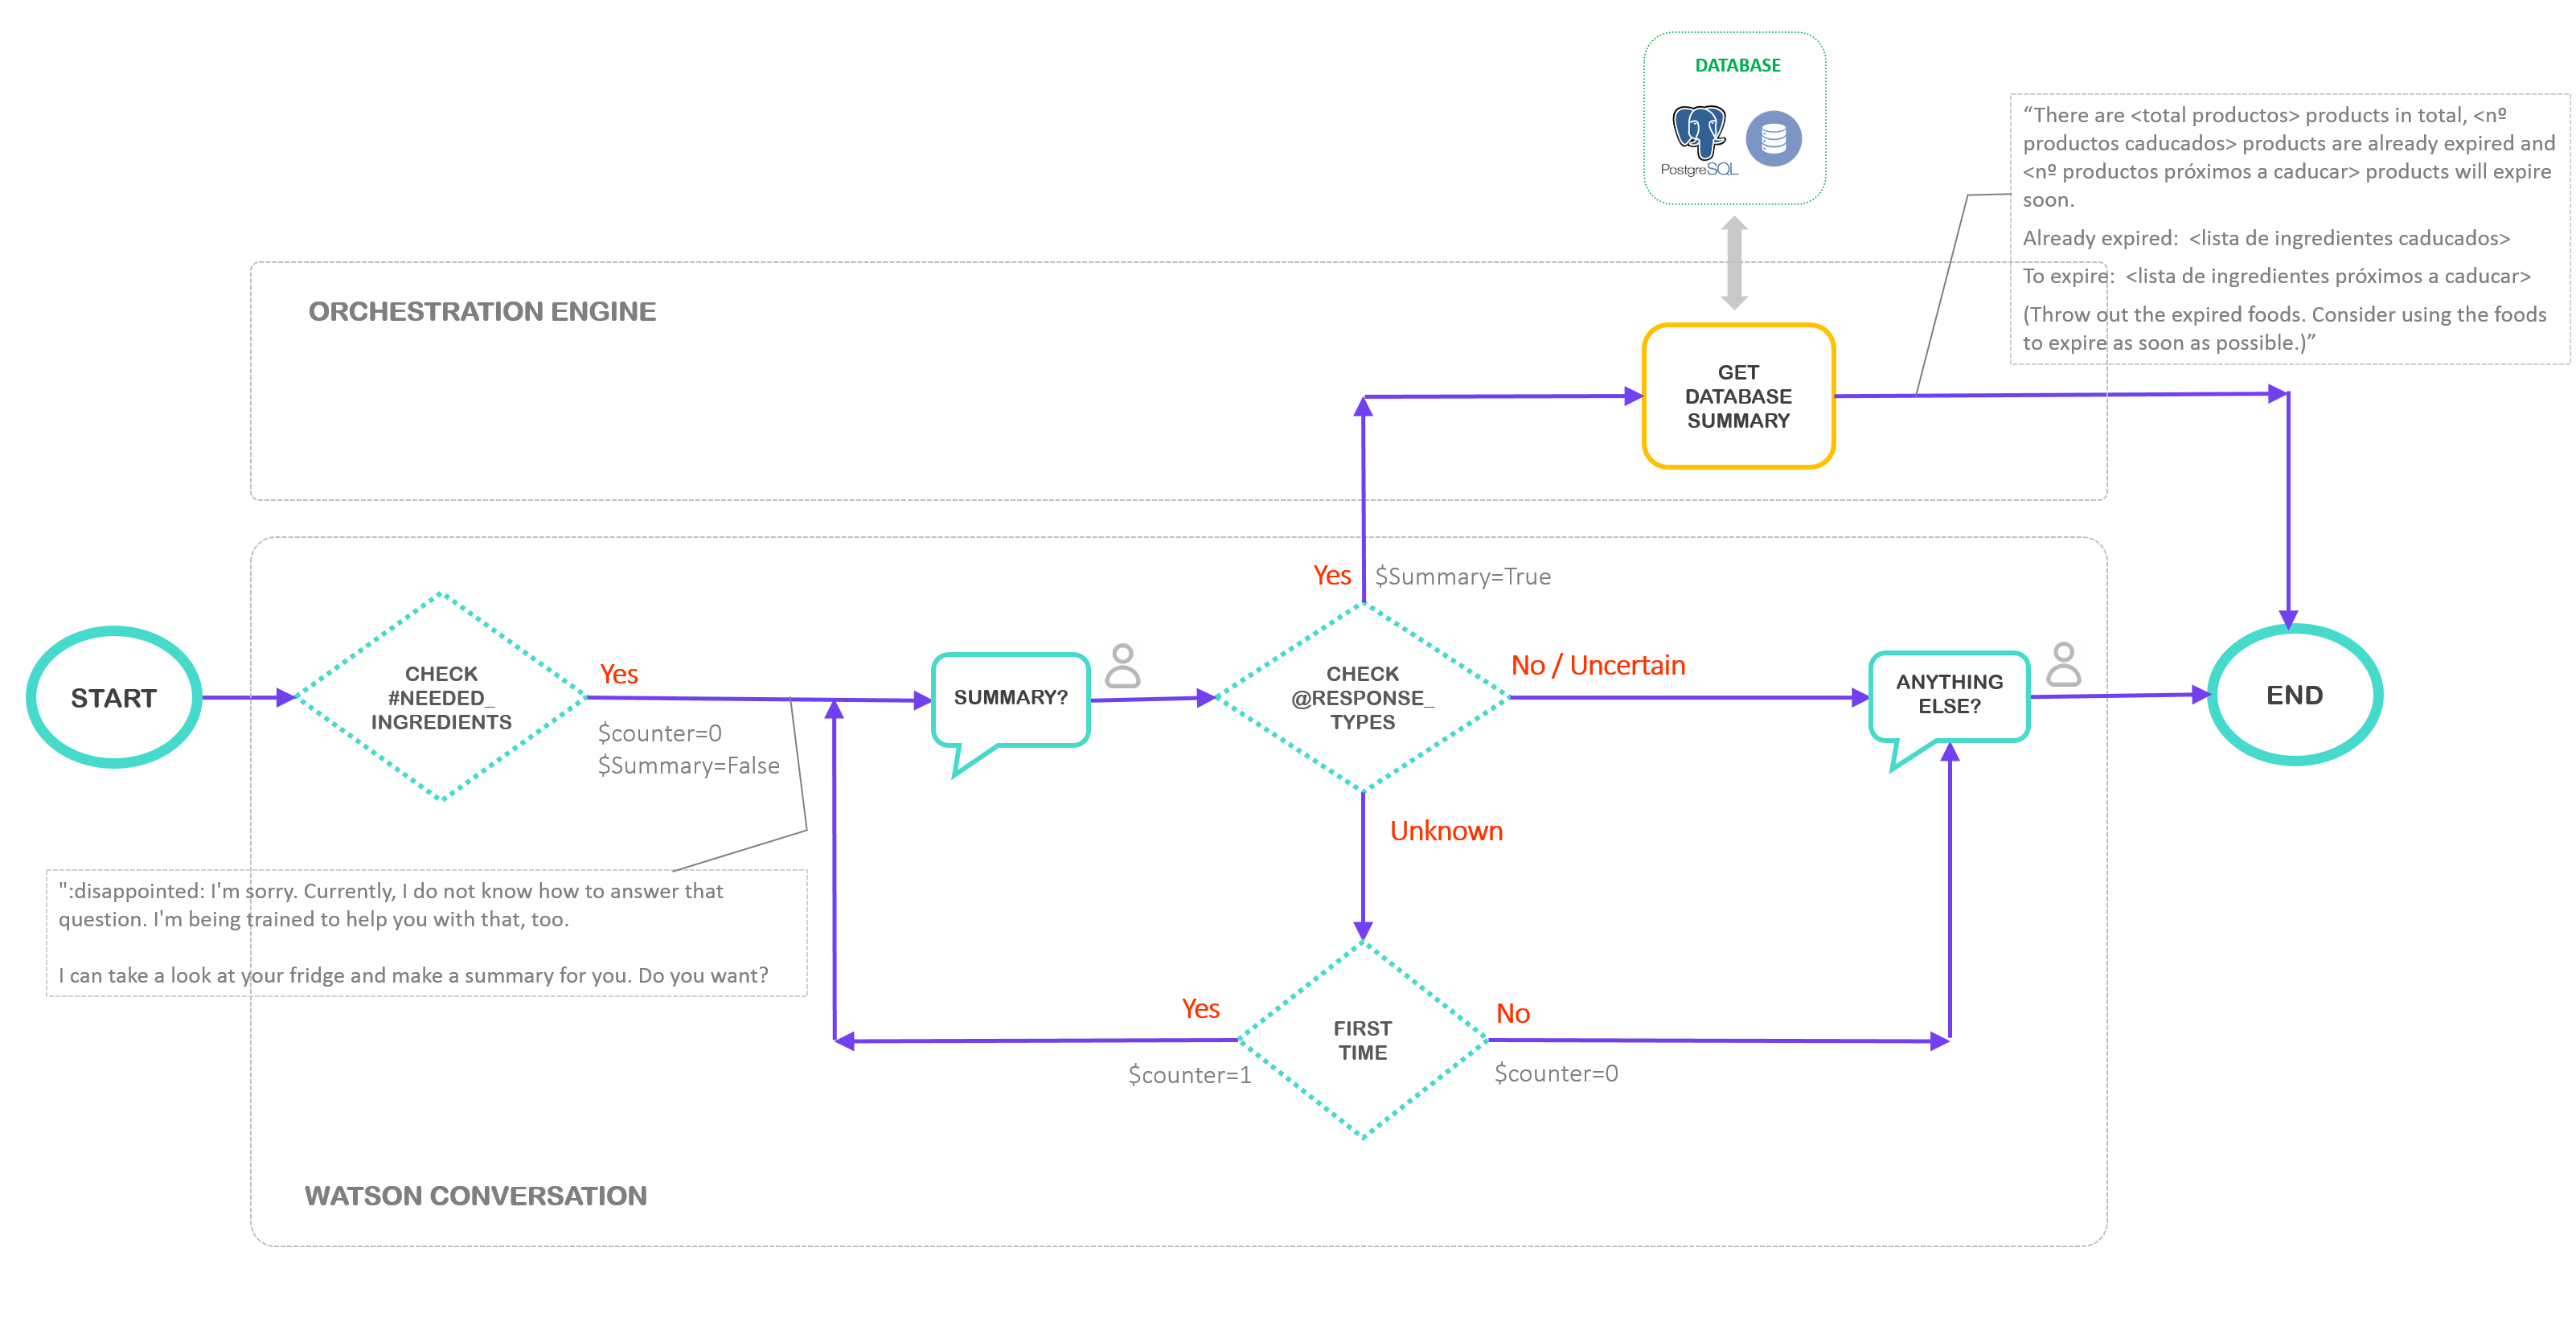 DATABASE
PostgreSQL
“There are <total productos> products in total, <nº
productos caducados> products are already expired and
<nº productos próximos a caducar> products will expire
soon.
Already expired:  <lista de ingredientes caducados>
To expire:  <lista de ingredientes próximos a caducar>
(Throw out the expired foods. Consider using the foods
to expire as soon as possible.)”
ORCHESTRATION ENGINE
GET
DATABASE
SUMMARY
Yes
$Summary=True
START
CHECK
#NEEDED_
INGREDIENTS
Yes
$counter=0
$Summary=False
SUMMARY?
CHECK
@RESPONSE_
TYPES
No / Uncertain
ANYTHING
ELSE?
END
Unknown
":disappointed: I'm sorry. Currently, I do not know how to answer that
question. I'm being trained to help you with that, too.
I can take a look at your fridge and make a summary for you. Do you want?
Yes
FIRST
TIME
No
$counter=1
$counter=0
WATSON CONVERSATION